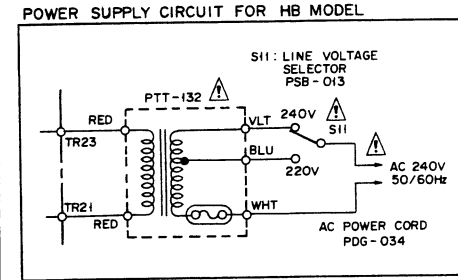 POWER SUPPLY CIRCUIT FOR HB MODEL
S11: LINE VOLTAGE
SELECTOR
PSB-013
PTT-132
RED
VLT
240V
S11
TR23
BLU
220V
AC 240V
50/60Hz
TR21
RED
WHT
AC POWER CORD
PDG-034